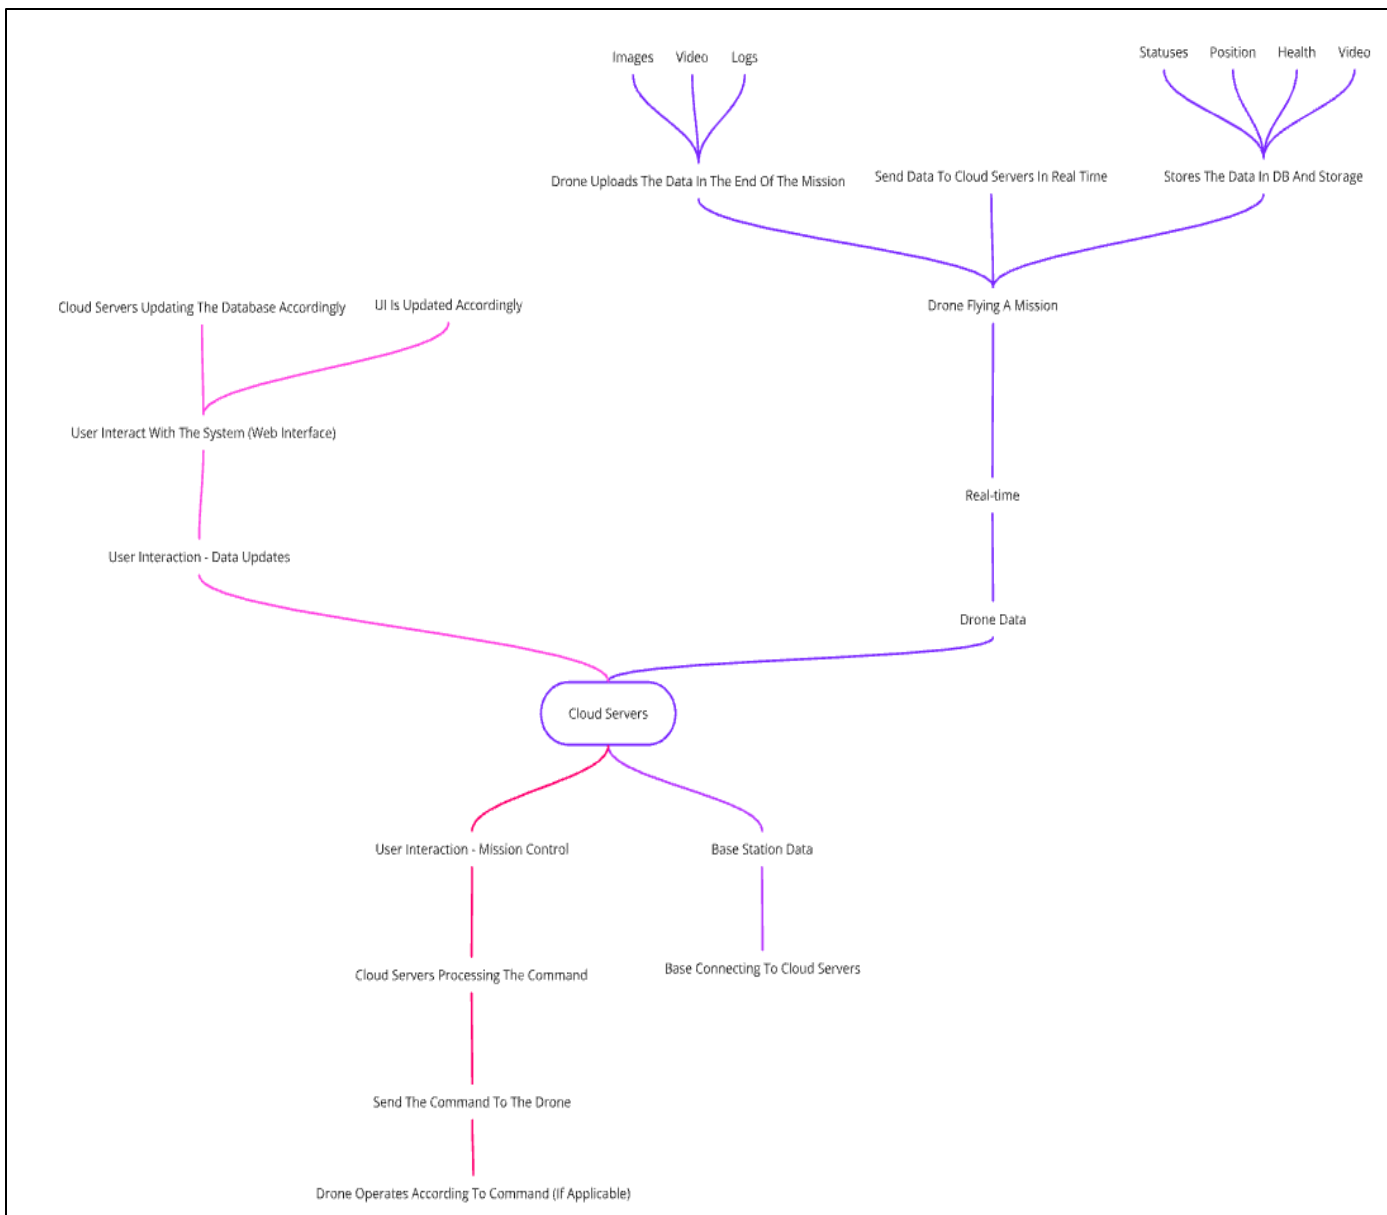 Images Video Logs
Statuses Position Health Video
Drone Uploads The Data In The End Of The Mission
Send Data To Cloud Servers In Real Time
Stores The Data In DB And Storage
Cloud Servers Updating The Database Accordingly
UI Is Updated Accordingly
Drone Flying A Mission
User Interact With The System (Web Interface)
Real-time
User Interaction - Data Updates
Drone Data
Cloud Servers
User Interaction - Mission Control
Base Station Data
Cloud Servers Processing The Command
Base Connecting To Cloud Servers
Send The Command To The Drone
Drone Operates According To Command (If Applicable)